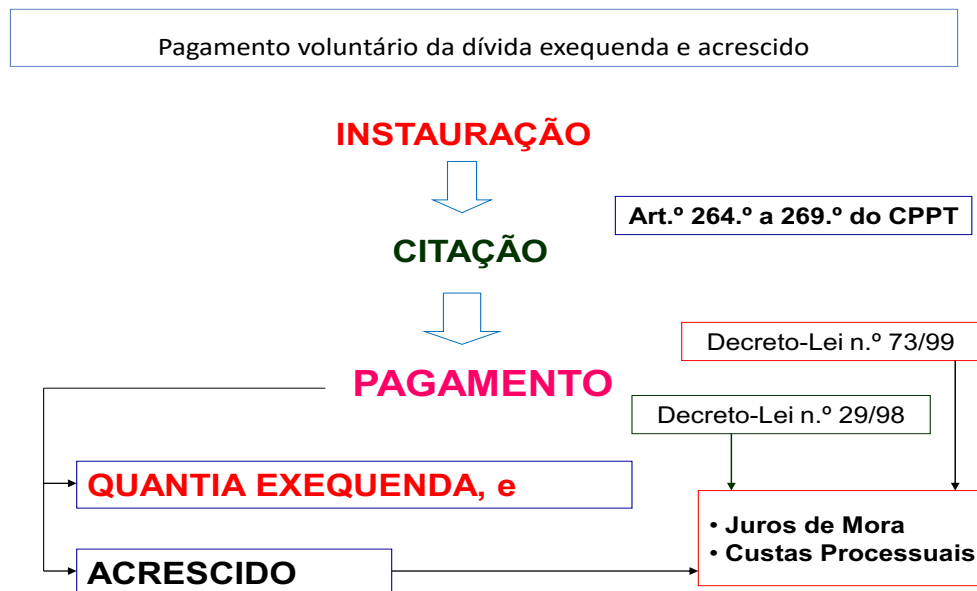 Pagamento voluntário da dívida exequenda e acrescido
INSTAURAÇÃO
Art.º 264.º a 269.º do CPPT
CITAÇÃO
Decreto-Lei n.º 73/99
PAGAMENTO
Decreto-Lei n.º 29/98
QUANTIA EXEQUENDA, e
• Juros de Mora
• Custas Processuais
ACRESCIDO